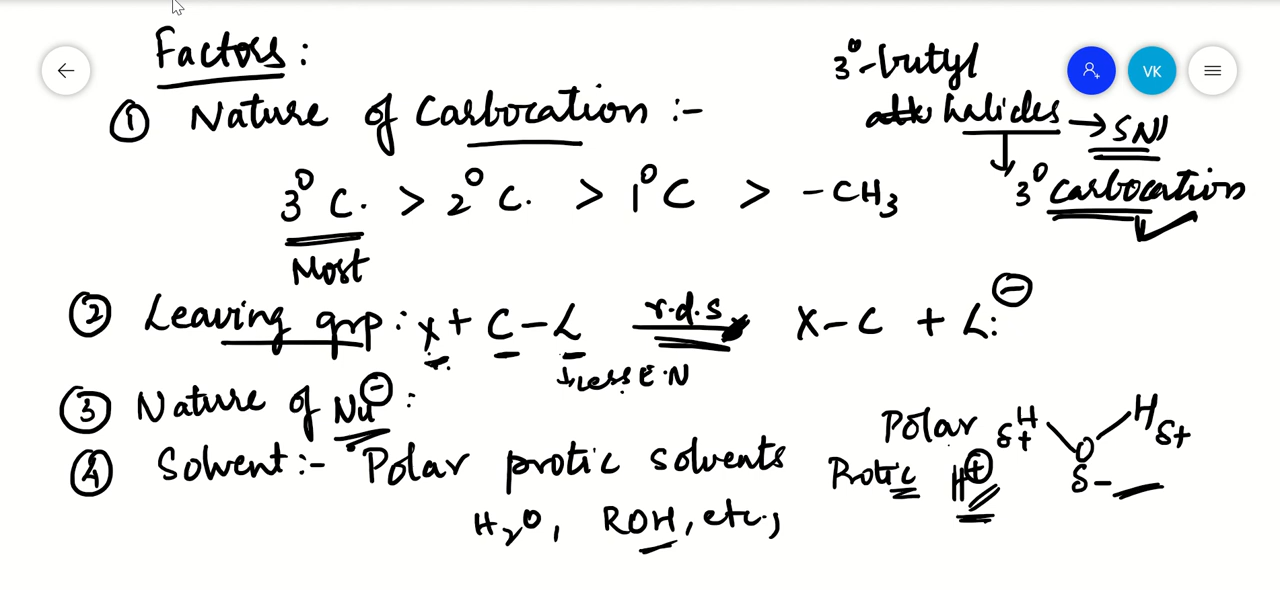 Factors :
① Nature of Carbocation :-
3° C. > 2° C. > 1° C > - CH3
Most
3°-butyl
halides → SN1
↓
3° carbocation ✓
VK
② Leaving grp : X + C - L r.d.s → X - C + L:⊖
↓ Less E.N
③ Nature of Nu⊖ :
④ Solvent :- Polar protic solvents
H2O, ROH, etc.,
Polar
Protic H⊕
δ+ H O H δ+
δ-